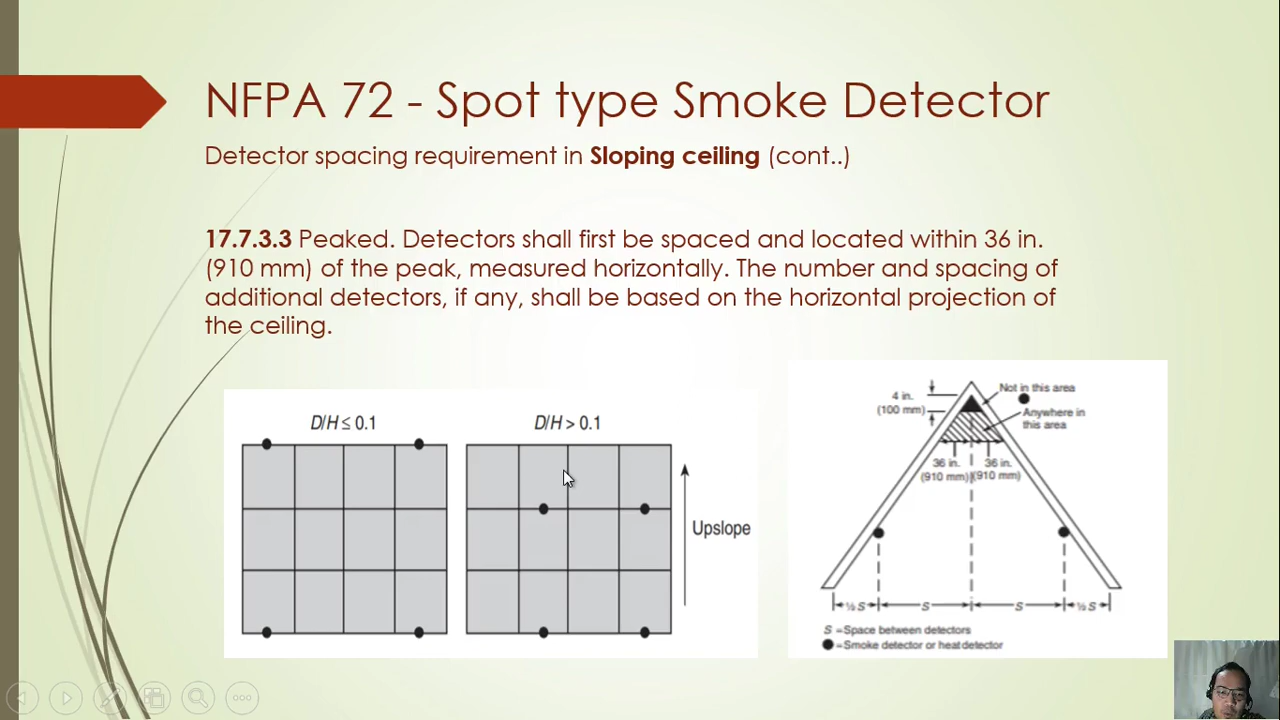 NFPA 72 - Spot type Smoke Detector
Detector spacing requirement in Sloping ceiling (cont..)
17.7.3.3 Peaked. Detectors shall first be spaced and located within 36 in.
(910 mm) of the peak, measured horizontally. The number and spacing of
additional detectors, if any, shall be based on the horizontal projection of
the ceiling.
D/H ≤ 0.1
D/H > 0.1
Upslope
4 in.
(100 mm)
Not in this area
Anywhere in
this area
36 in.
(910 mm)
36 in.
(910 mm)
½ S
S
S
½ S
S =Space between detectors
=Smoke detector or heat detector